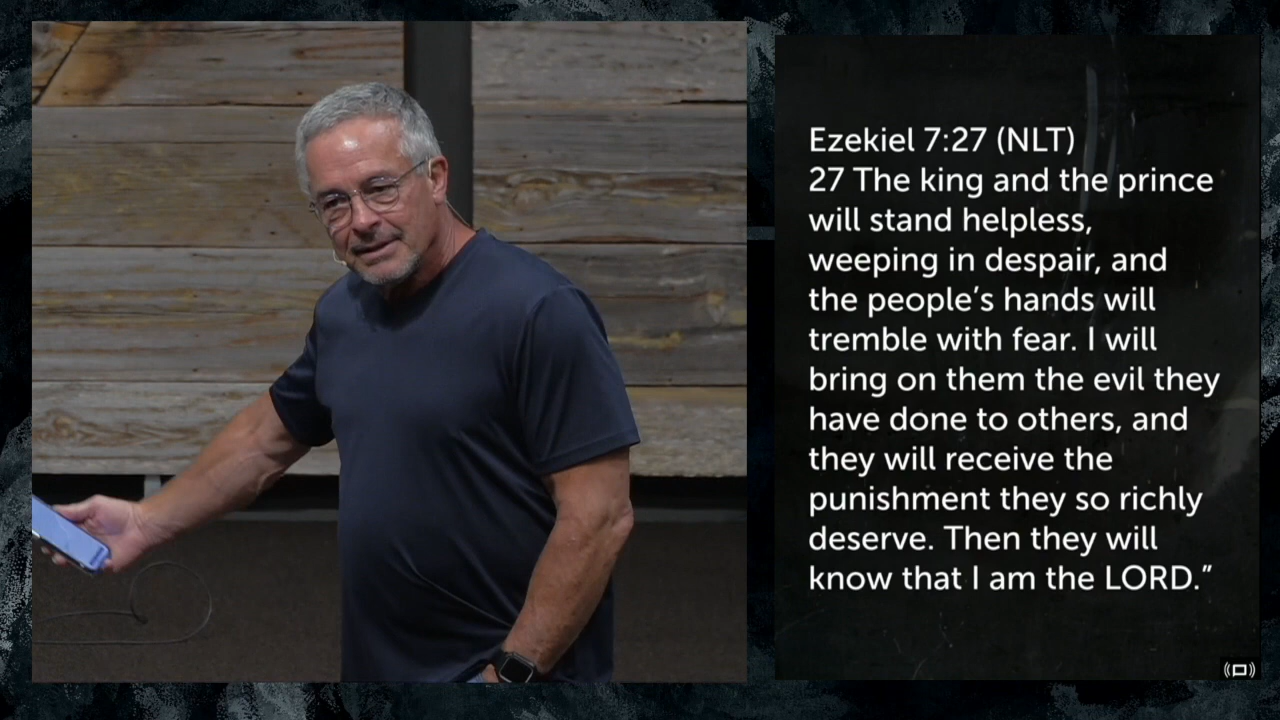 Ezekiel 7:27 (NLT)
27 The king and the prince
will stand helpless,
weeping in despair, and
the people’s hands will
tremble with fear. I will
bring on them the evil they
have done to others, and
they will receive the
punishment they so richly
deserve. Then they will
know that I am the LORD.”